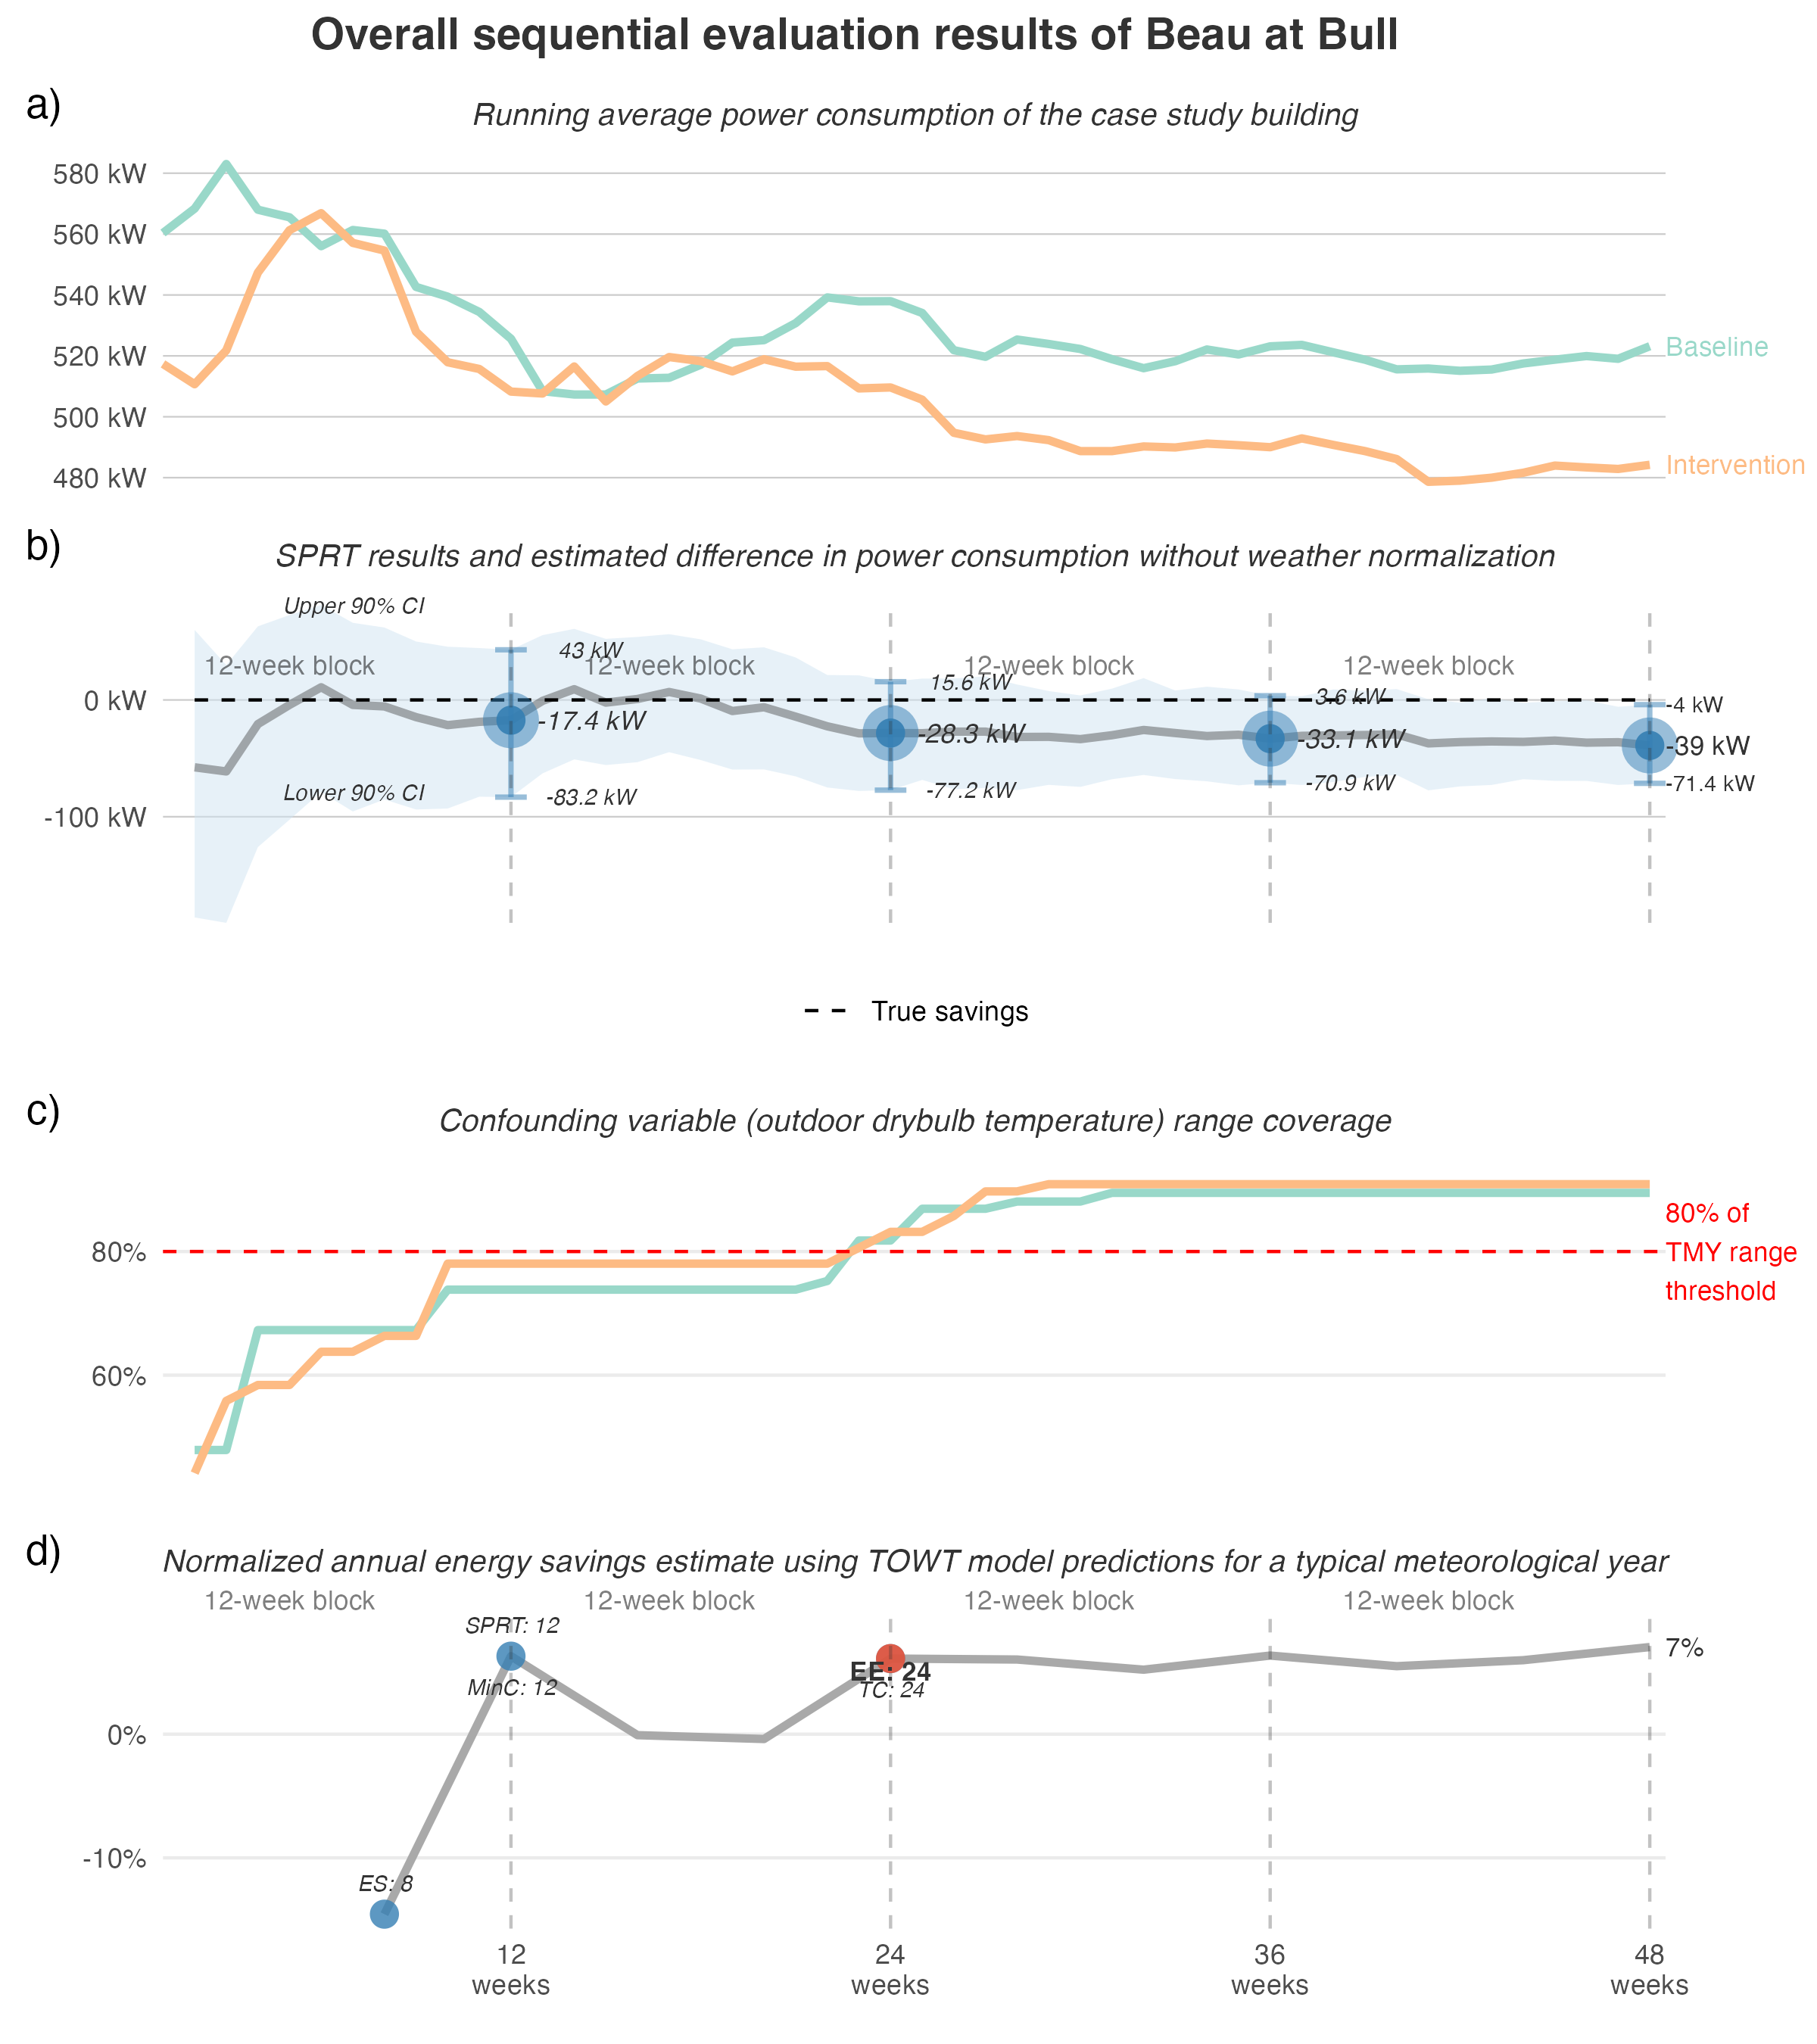 Overall sequential evaluation results of Beau at Bull
a)
Running average power consumption of the case study building
580 kW
560 kW
540 kW
520 kW
500 kW
480 kW
Baseline
Intervention
b)
SPRT results and estimated difference in power consumption without weather normalization
Upper 90% CI
12-week block
12-week block
12-week block
12-week block
43 kW
15.6 kW
3.6 kW
-4 kW
0 kW
-17.4 kW
-28.3 kW
-33.1 kW
-39 kW
Lower 90% CI
-83.2 kW
-77.2 kW
-70.9 kW
-71.4 kW
-100 kW
True savings
c)
Confounding variable (outdoor drybulb temperature) range coverage
80%
60%
80% of
TMY range
threshold
d)
Normalized annual energy savings estimate using TOWT model predictions for a typical meteorological year
12-week block
12-week block
12-week block
12-week block
SPRT: 12
MinC: 12
EE: 24
TC: 24
7%
0%
-10%
ES: 8
12
weeks
24
weeks
36
weeks
48
weeks